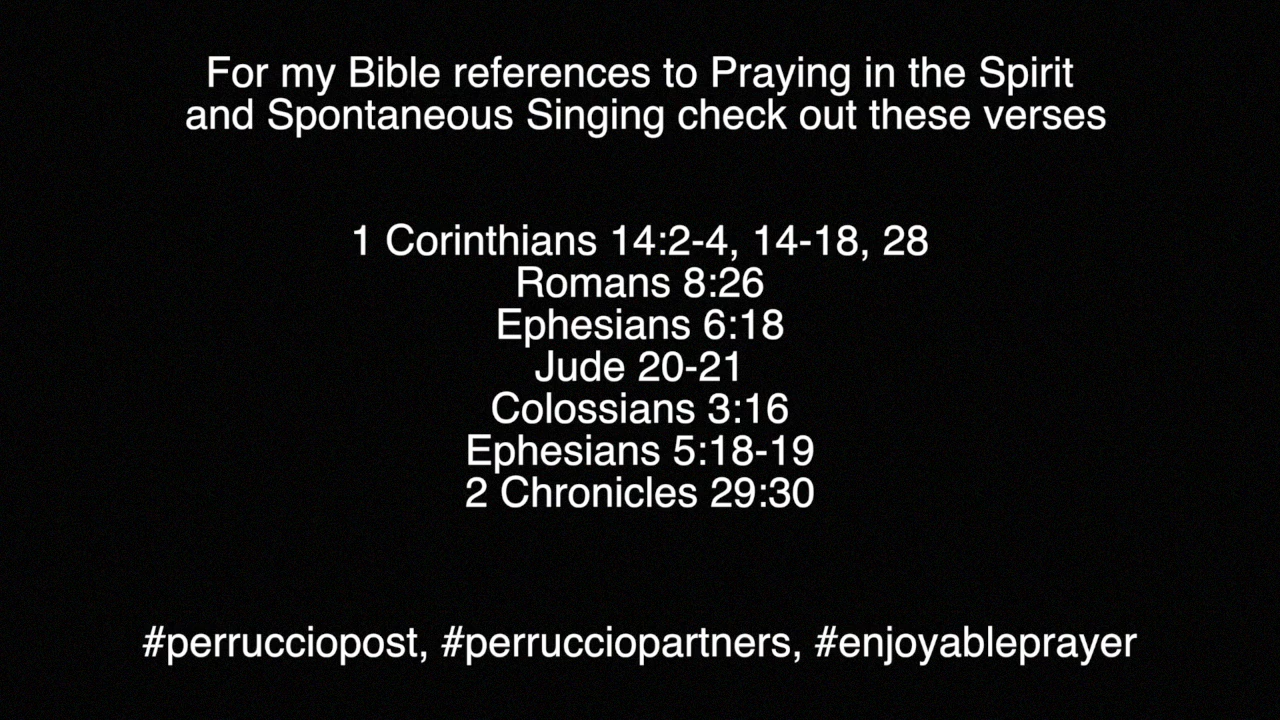 For my Bible references to Praying in the Spirit
and Spontaneous Singing check out these verses
1 Corinthians 14:2-4, 14-18, 28
Romans 8:26
Ephesians 6:18
Jude 20-21
Colossians 3:16
Ephesians 5:18-19
2 Chronicles 29:30
#perrucciopost, #perrucciopartners, #enjoyableprayer